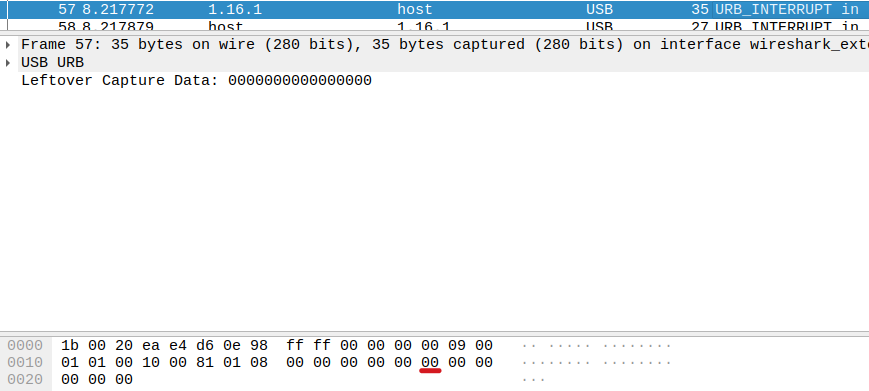 57 8.217772 1.16.1 host USB 35 URB_INTERRUPT in
58 8.217879 host 1.16.1 USB 27 URB_INTERRUPT in
Frame 57: 35 bytes on wire (280 bits), 35 bytes captured (280 bits) on interface wireshark_exte
USB URB
Leftover Capture Data: 0000000000000000
0000 1b 00 20 ea e4 d6 0e 98 ff ff 00 00 00 00 09 00 ·· ····· ········
0010 01 01 00 10 00 81 01 08 00 00 00 00 00 00 00 00 ········ ········
0020 00 00 00 ···